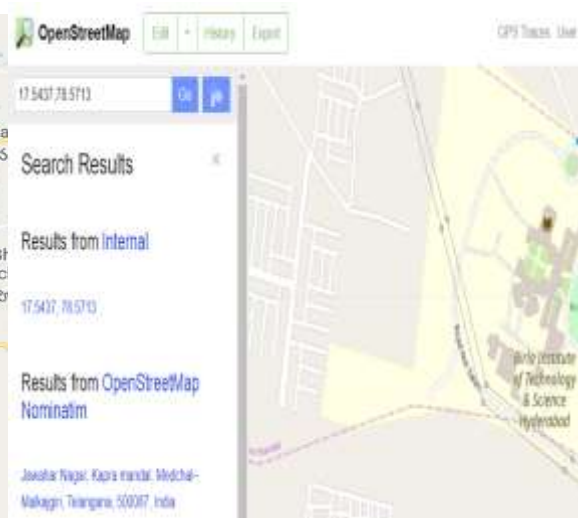 OpenStreetMap
Edit
History
Export
GPS Traces
User
17.5437,78.5713
Go
Search Results
×
Results from Internal
17.5437, 78.5713
Results from OpenStreetMap
Nominatim
Jawahar Nagar, Kapra mandal, Medchal–
Malkajgiri, Telangana, 500087, India
Birla Institute
of Technology
& Science
Hyderabad